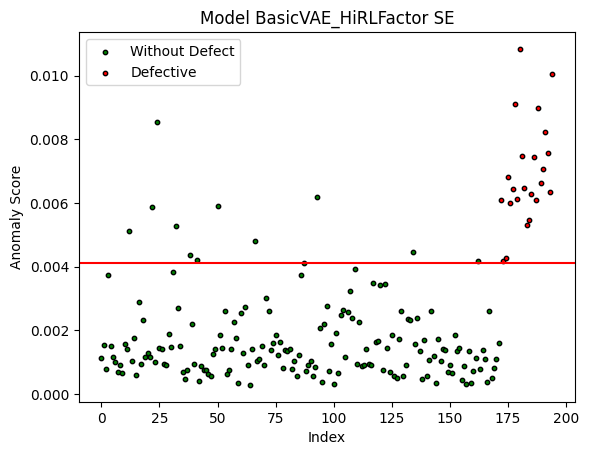 Model BasicVAE_HiRLFactor SE
Without Defect
Defective
Anomaly Score
0.010
0.008
0.006
0.004
0.002
0.000
0 25 50 75 100 125 150 175 200
Index